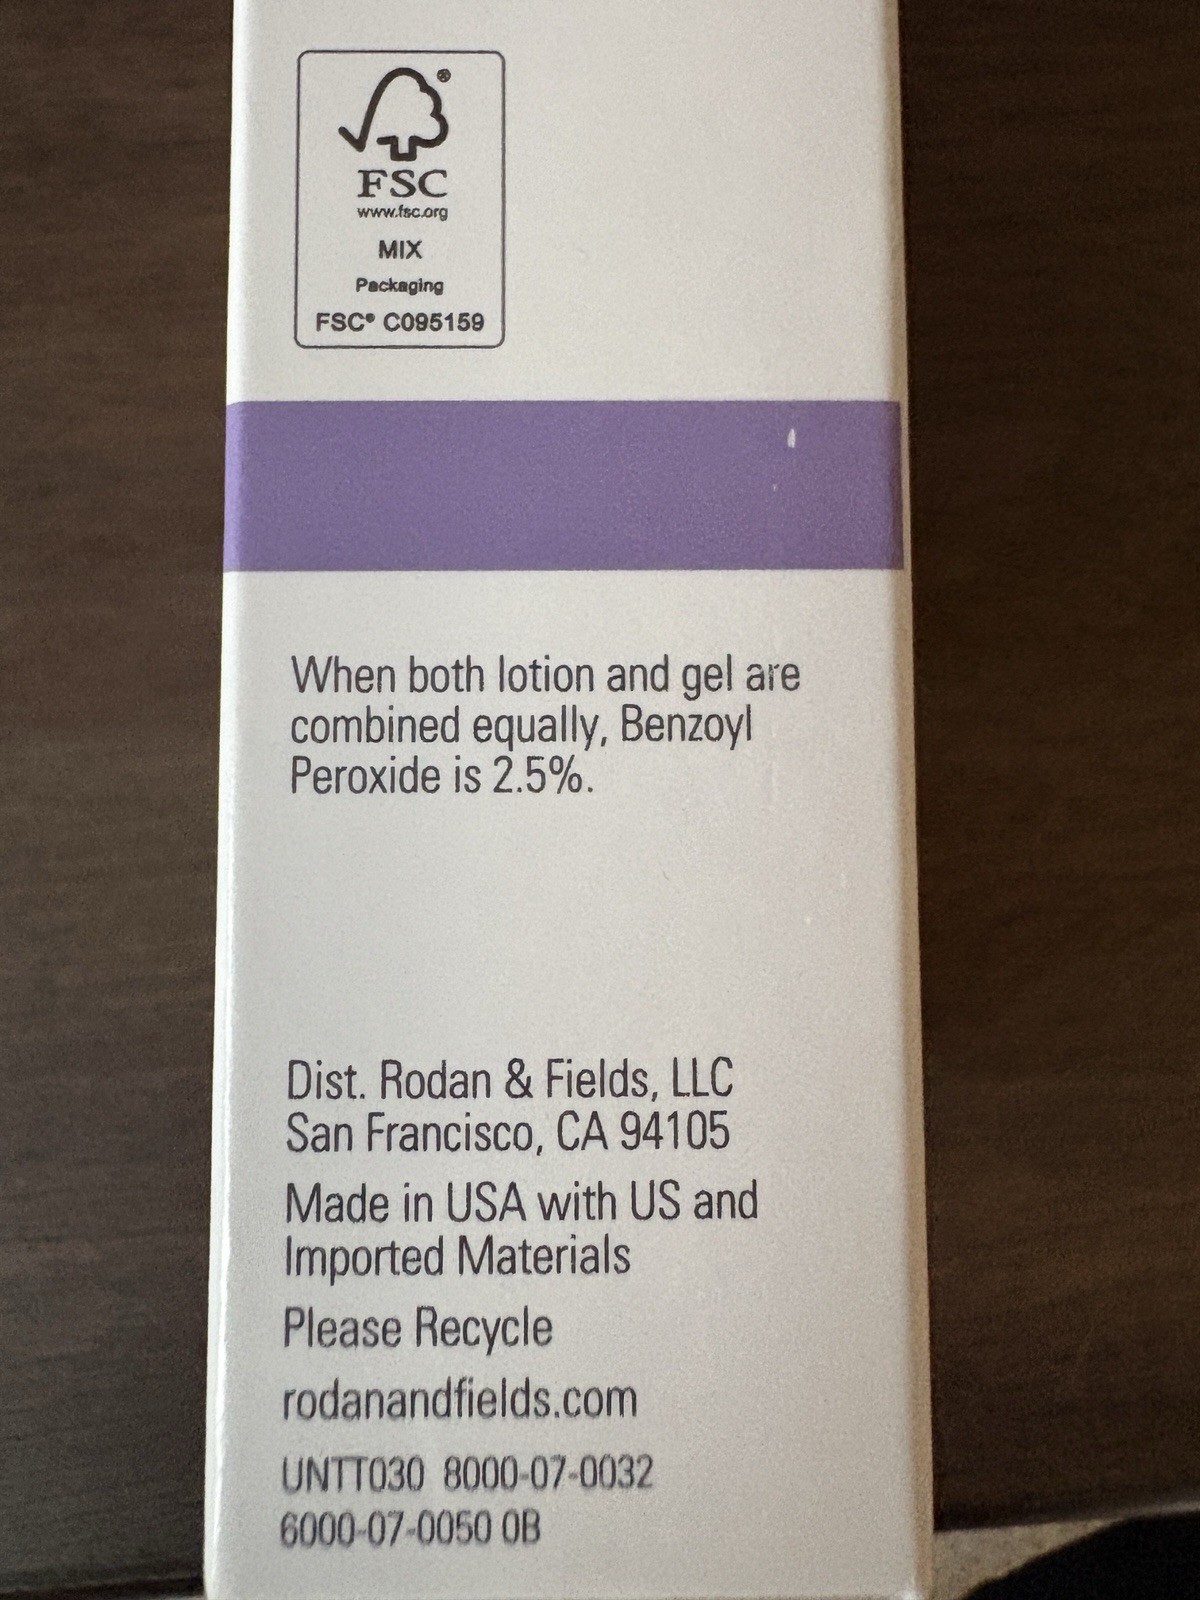 ®
FSC
www.fsc.org
MIX
Packaging
FSC® C095159
When both lotion and gel are
combined equally, Benzoyl
Peroxide is 2.5%.
Dist. Rodan & Fields, LLC
San Francisco, CA 94105
Made in USA with US and
Imported Materials
Please Recycle
rodanandfields.com
UNTT030 8000-07-0032
6000-07-0050 0B